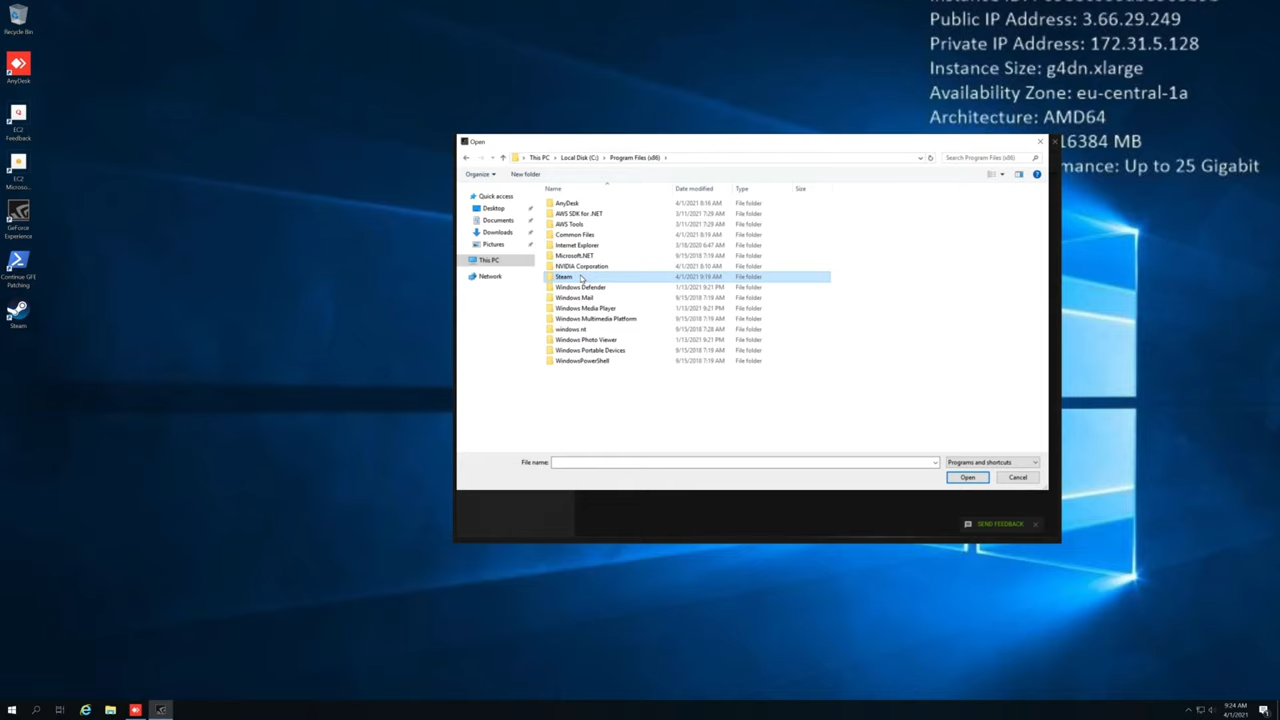 Public IP Address: 3.66.29.249
Private IP Address: 172.31.5.128
Instance Size: g4dn.xlarge
Availability Zone: eu-central-1a
Architecture: AMD64
16384 MB
mance: Up to 25 Gigabit
Recycle Bin
AnyDesk
EC2
Feedback
EC2
Microso...
GeForce
Experience
Continue GFE
Patching
Steam
Open
This PC > Local Disk (C:) > Program Files (x86) >
Search Program Files (x86)
Organize
New folder
Quick access
Desktop
Documents
Downloads
Pictures
This PC
Network
Name Date modified Type Size
AnyDesk 4/1/2021 8:16 AM File folder
AWS SDK for .NET 3/11/2021 7:29 AM File folder
AWS Tools 3/11/2021 7:29 AM File folder
Common Files 4/1/2021 8:19 AM File folder
Internet Explorer 3/18/2020 6:47 AM File folder
Microsoft.NET 9/15/2018 7:19 AM File folder
NVIDIA Corporation 4/1/2021 8:10 AM File folder
Steam 4/1/2021 9:19 AM File folder
Windows Defender 1/13/2021 9:21 PM File folder
Windows Mail 9/15/2018 7:19 AM File folder
Windows Media Player 1/13/2021 9:21 PM File folder
Windows Multimedia Platform 9/15/2018 7:19 AM File folder
windows nt 9/15/2018 7:28 AM File folder
Windows Photo Viewer 1/13/2021 9:21 PM File folder
Windows Portable Devices 9/15/2018 7:19 AM File folder
WindowsPowerShell 9/15/2018 7:19 AM File folder
File name:
Programs and shortcuts
Open
Cancel
SEND FEEDBACK
9:24 AM
4/1/2021